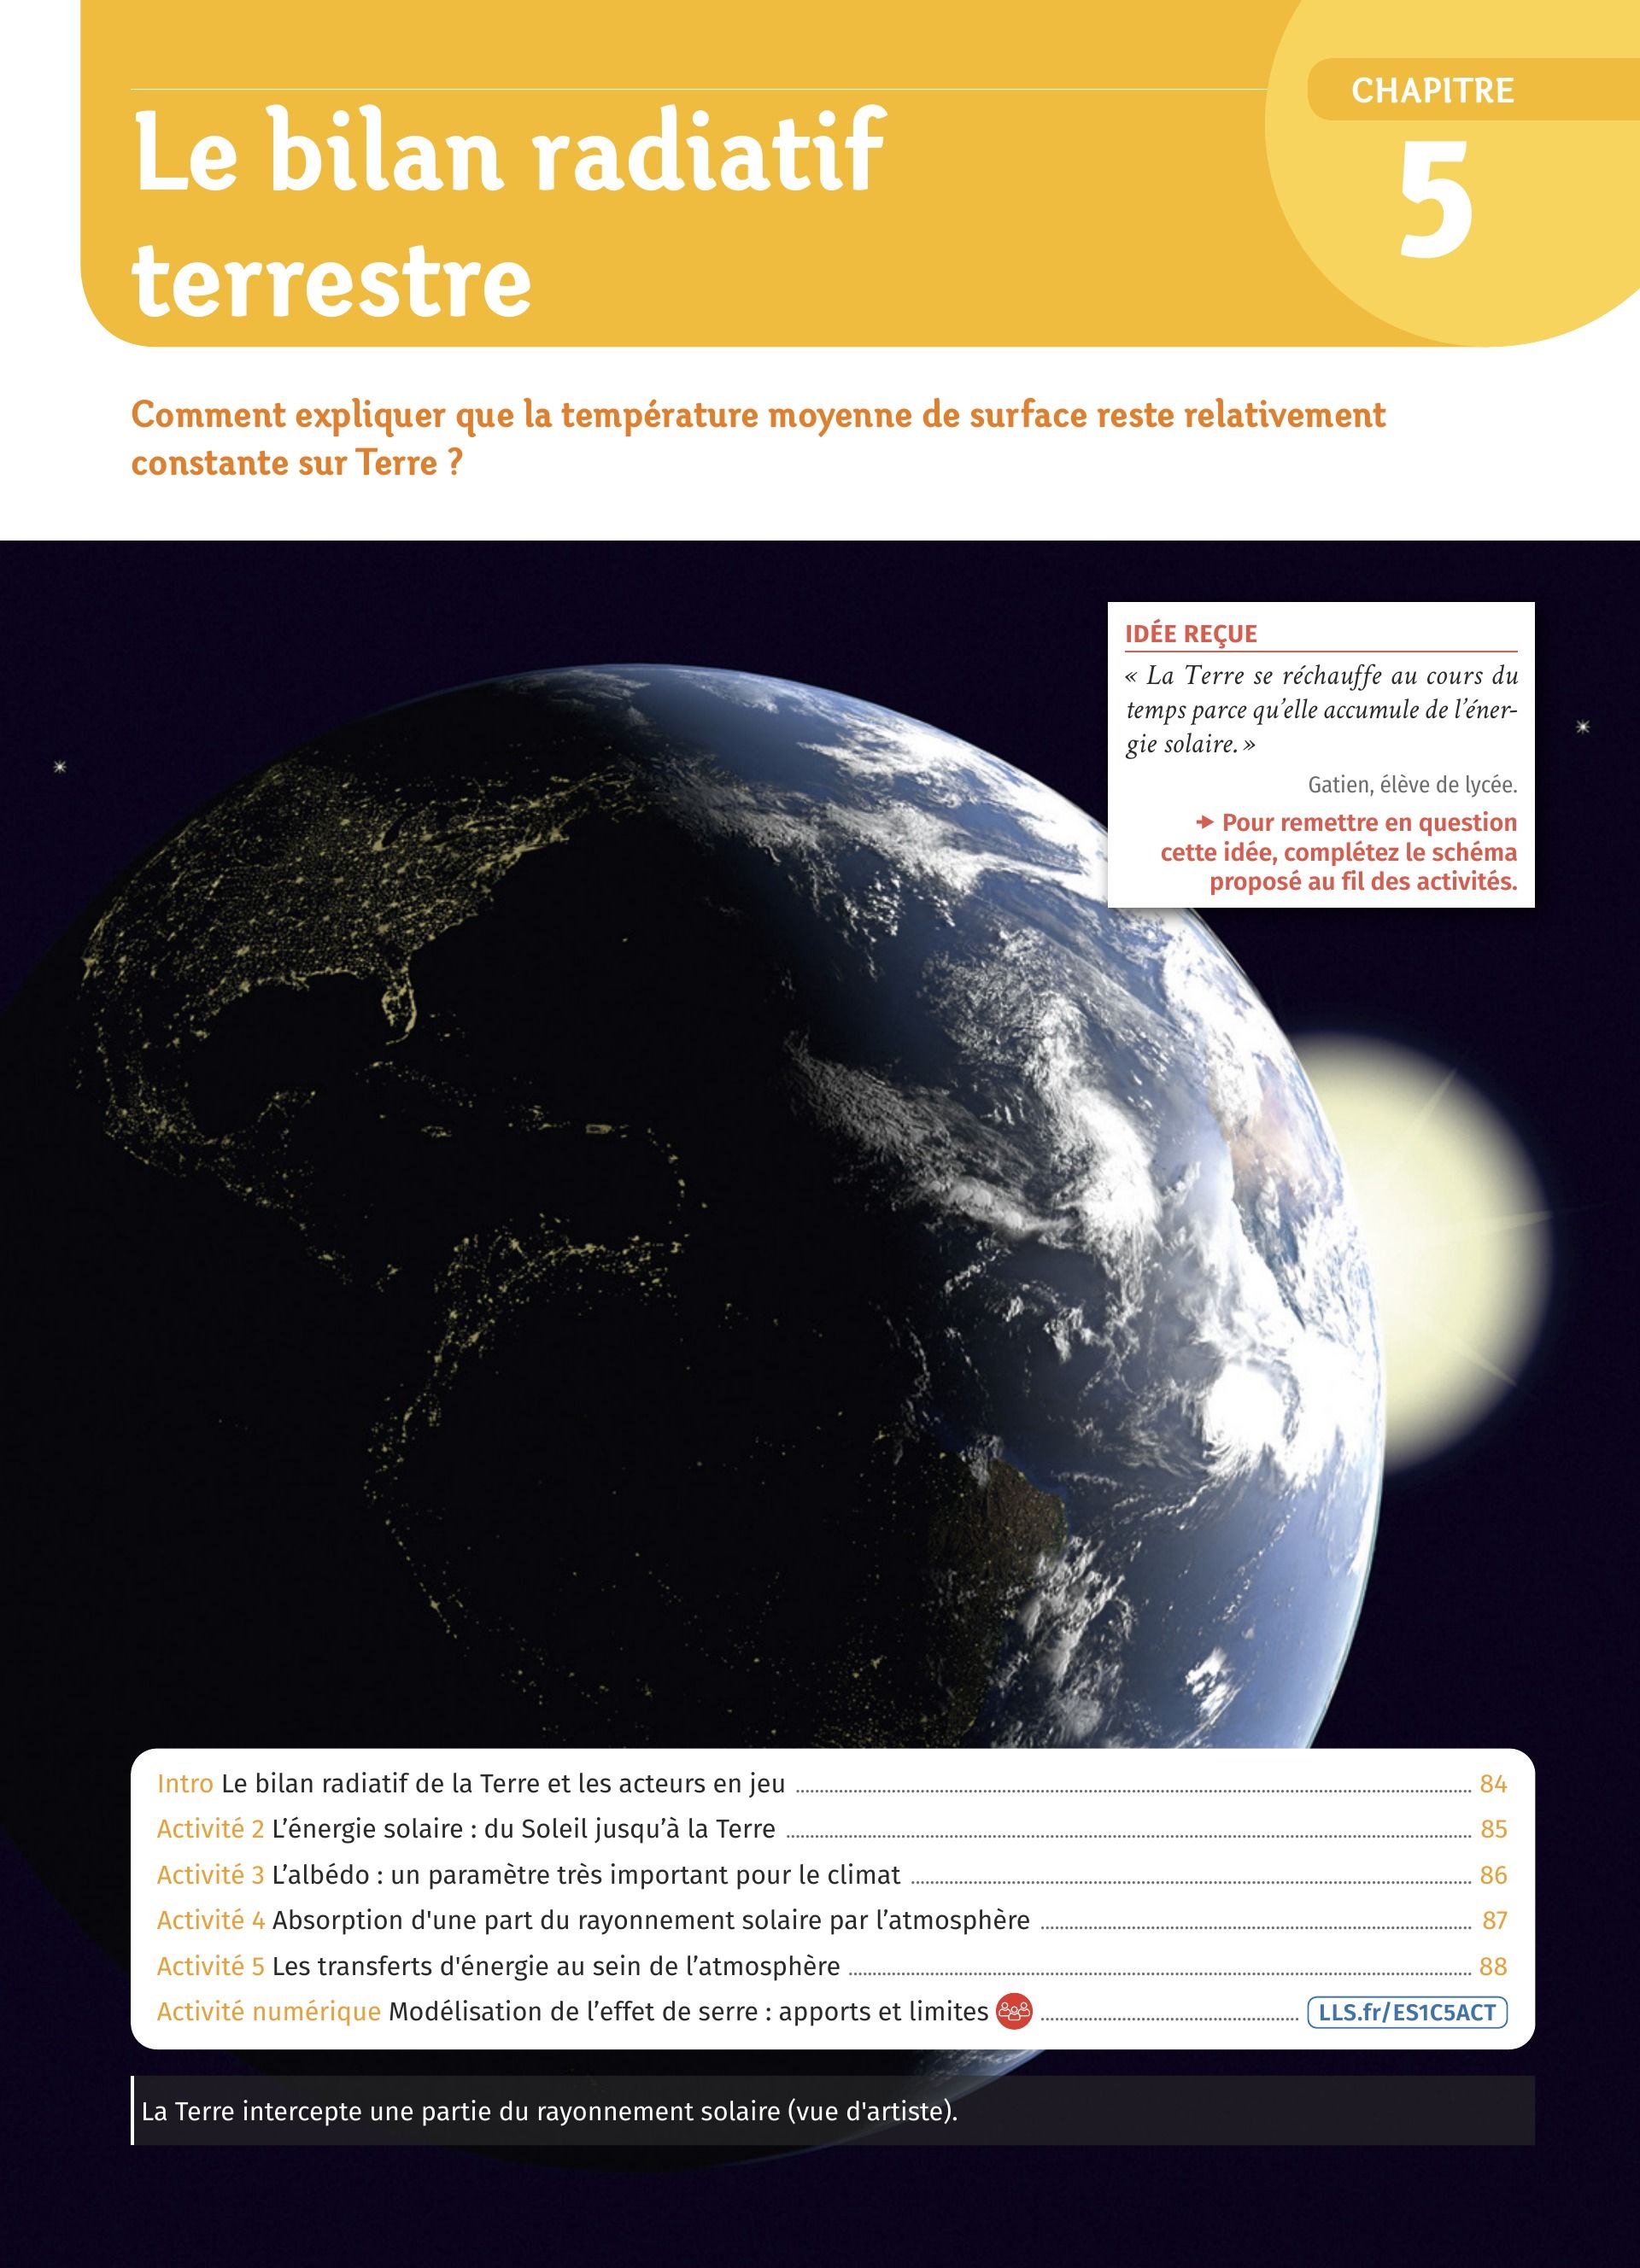 CHAPITRE
5
Le bilan radiatif
terrestre
Comment expliquer que la température moyenne de surface reste relativement
constante sur Terre ?
IDÉE REÇUE
« La Terre se réchauffe au cours du
temps parce qu’elle accumule de l’éner-
gie solaire. »
Gatien, élève de lycée.
➔ Pour remettre en question
cette idée, complétez le schéma
proposé au fil des activités.
Intro Le bilan radiatif de la Terre et les acteurs en jeu 84
Activité 2 L’énergie solaire : du Soleil jusqu’à la Terre 85
Activité 3 L’albédo : un paramètre très important pour le climat 86
Activité 4 Absorption d'une part du rayonnement solaire par l’atmosphère 87
Activité 5 Les transferts d'énergie au sein de l’atmosphère 88
Activité numérique Modélisation de l’effet de serre : apports et limites LLS.fr/ES1C5ACT
La Terre intercepte une partie du rayonnement solaire (vue d'artiste).